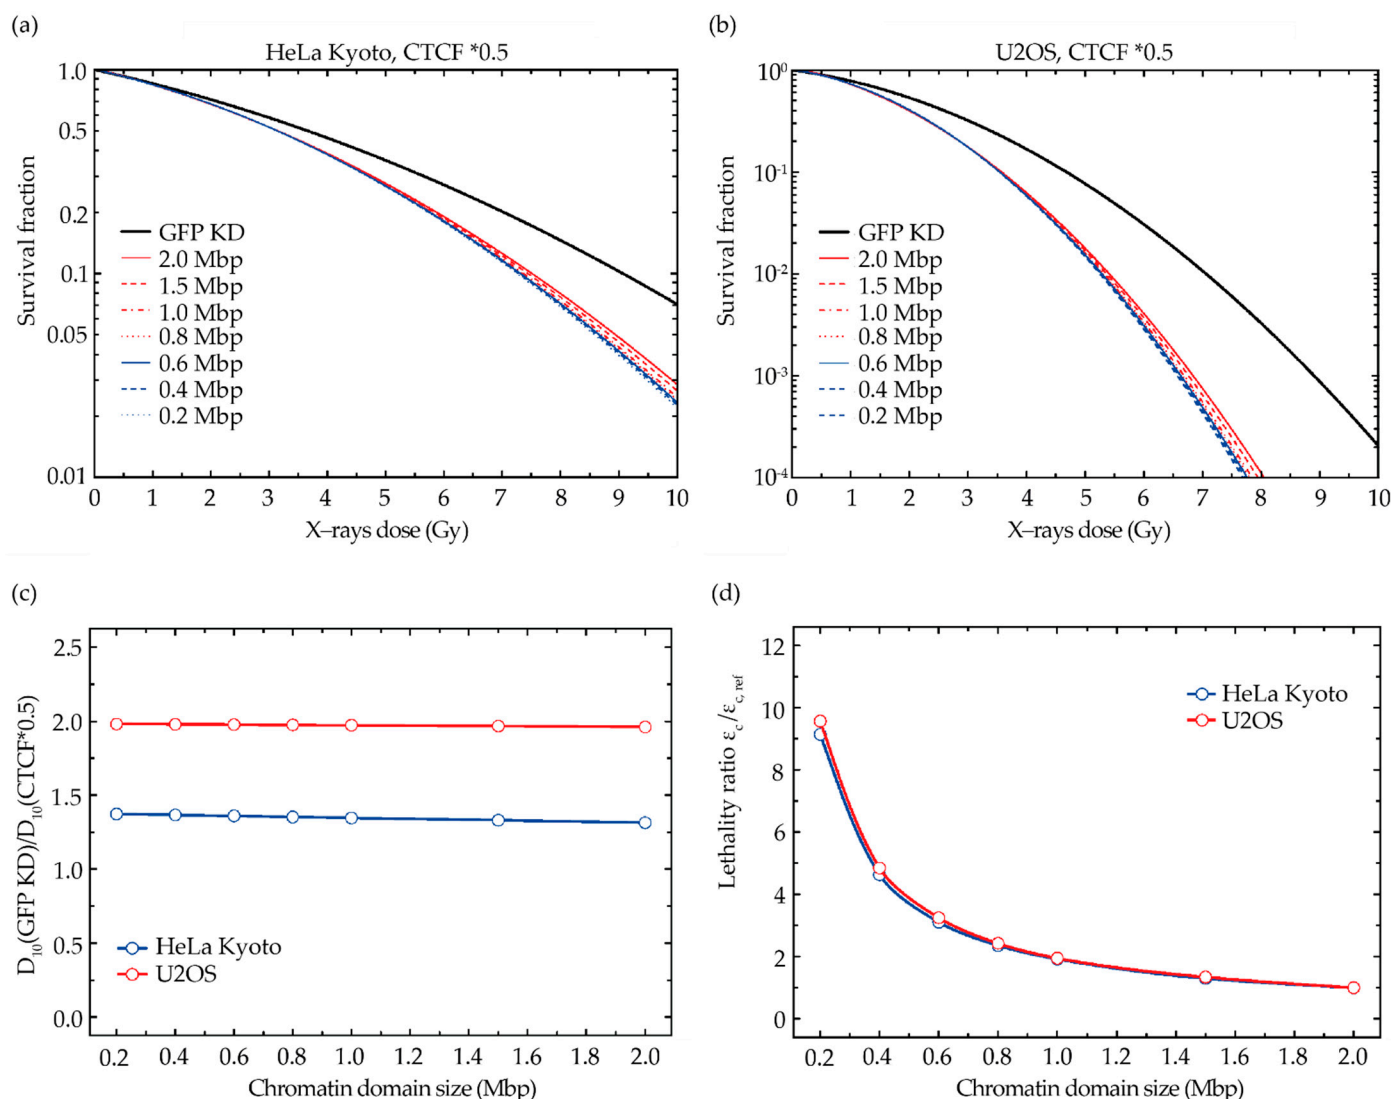 (a)
HeLa Kyoto, CTCF *0.5
1.0
0.5
0.2
0.1
0.05
0.01
Survival fraction
GFP KD
2.0 Mbp
1.5 Mbp
1.0 Mbp
0.8 Mbp
0.6 Mbp
0.4 Mbp
0.2 Mbp
0 1 2 3 4 5 6 7 8 9 10
X–rays dose (Gy)
(b)
U2OS, CTCF *0.5
10⁰
10⁻¹
10⁻²
10⁻³
10⁻⁴
Survival fraction
GFP KD
2.0 Mbp
1.5 Mbp
1.0 Mbp
0.8 Mbp
0.6 Mbp
0.4 Mbp
0.2 Mbp
0 1 2 3 4 5 6 7 8 9 10
X–rays dose (Gy)
(c)
2.5
2.0
1.5
1.0
0.5
0.0
D₁₀(GFP KD)/D₁₀(CTCF*0.5)
HeLa Kyoto
U2OS
0.2 0.4 0.6 0.8 1.0 1.2 1.4 1.6 1.8 2.0
Chromatin domain size (Mbp)
(d)
12
10
8
6
4
2
0
Lethality ratio ε_c/ε_c, ref
HeLa Kyoto
U2OS
0.2 0.4 0.6 0.8 1.0 1.2 1.4 1.6 1.8 2.0
Chromatin domain size (Mbp)